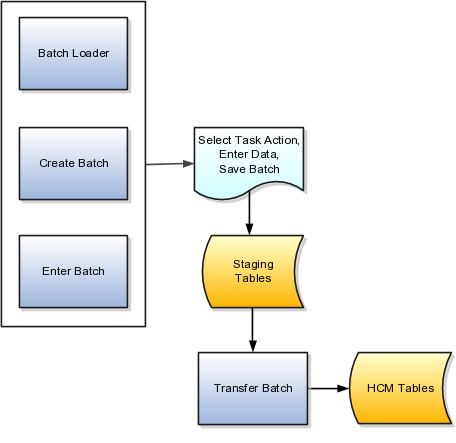 Batch Loader
Create Batch
Enter Batch
Select Task Action,
Enter Data,
Save Batch
Staging
Tables
Transfer Batch
HCM Tables